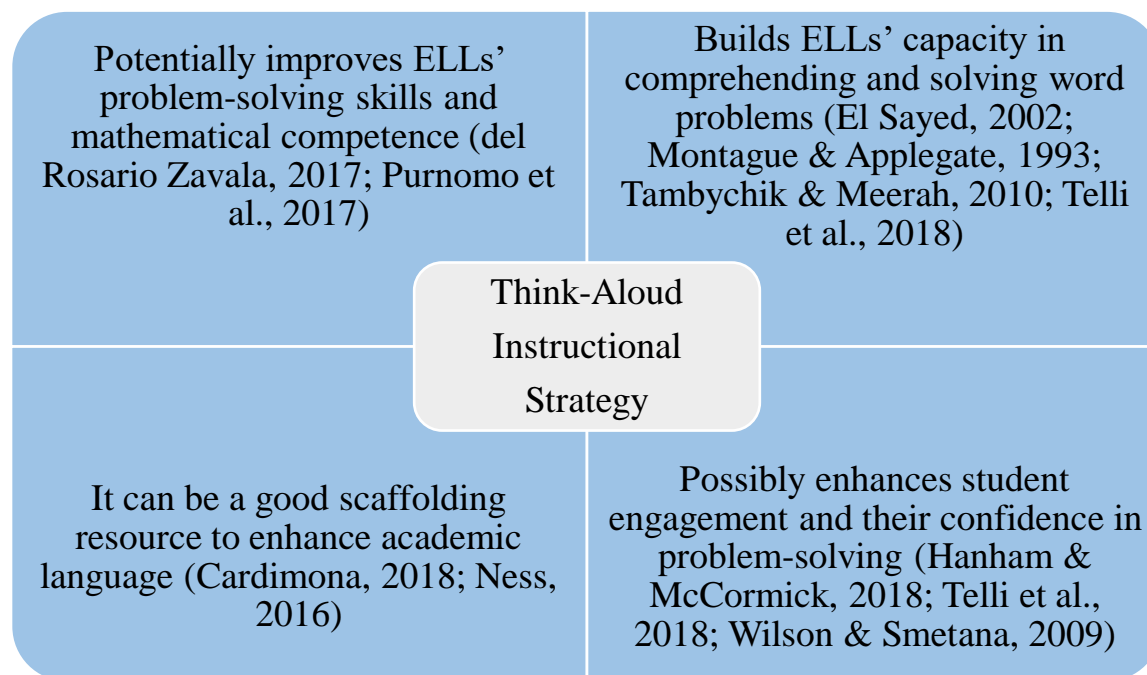 Potentially improves ELLs’
problem-solving skills and
mathematical competence (del
Rosario Zavala, 2017; Purnomo et
al., 2017)
Builds ELLs’ capacity in
comprehending and solving word
problems (El Sayed, 2002;
Montague & Applegate, 1993;
Tambychik & Meerah, 2010; Telli
et al., 2018)
Think-Aloud
Instructional
Strategy
It can be a good scaffolding
resource to enhance academic
language (Cardimona, 2018; Ness,
2016)
Possibly enhances student
engagement and their confidence in
problem-solving (Hanham &
McCormick, 2018; Telli et al.,
2018; Wilson & Smetana, 2009)